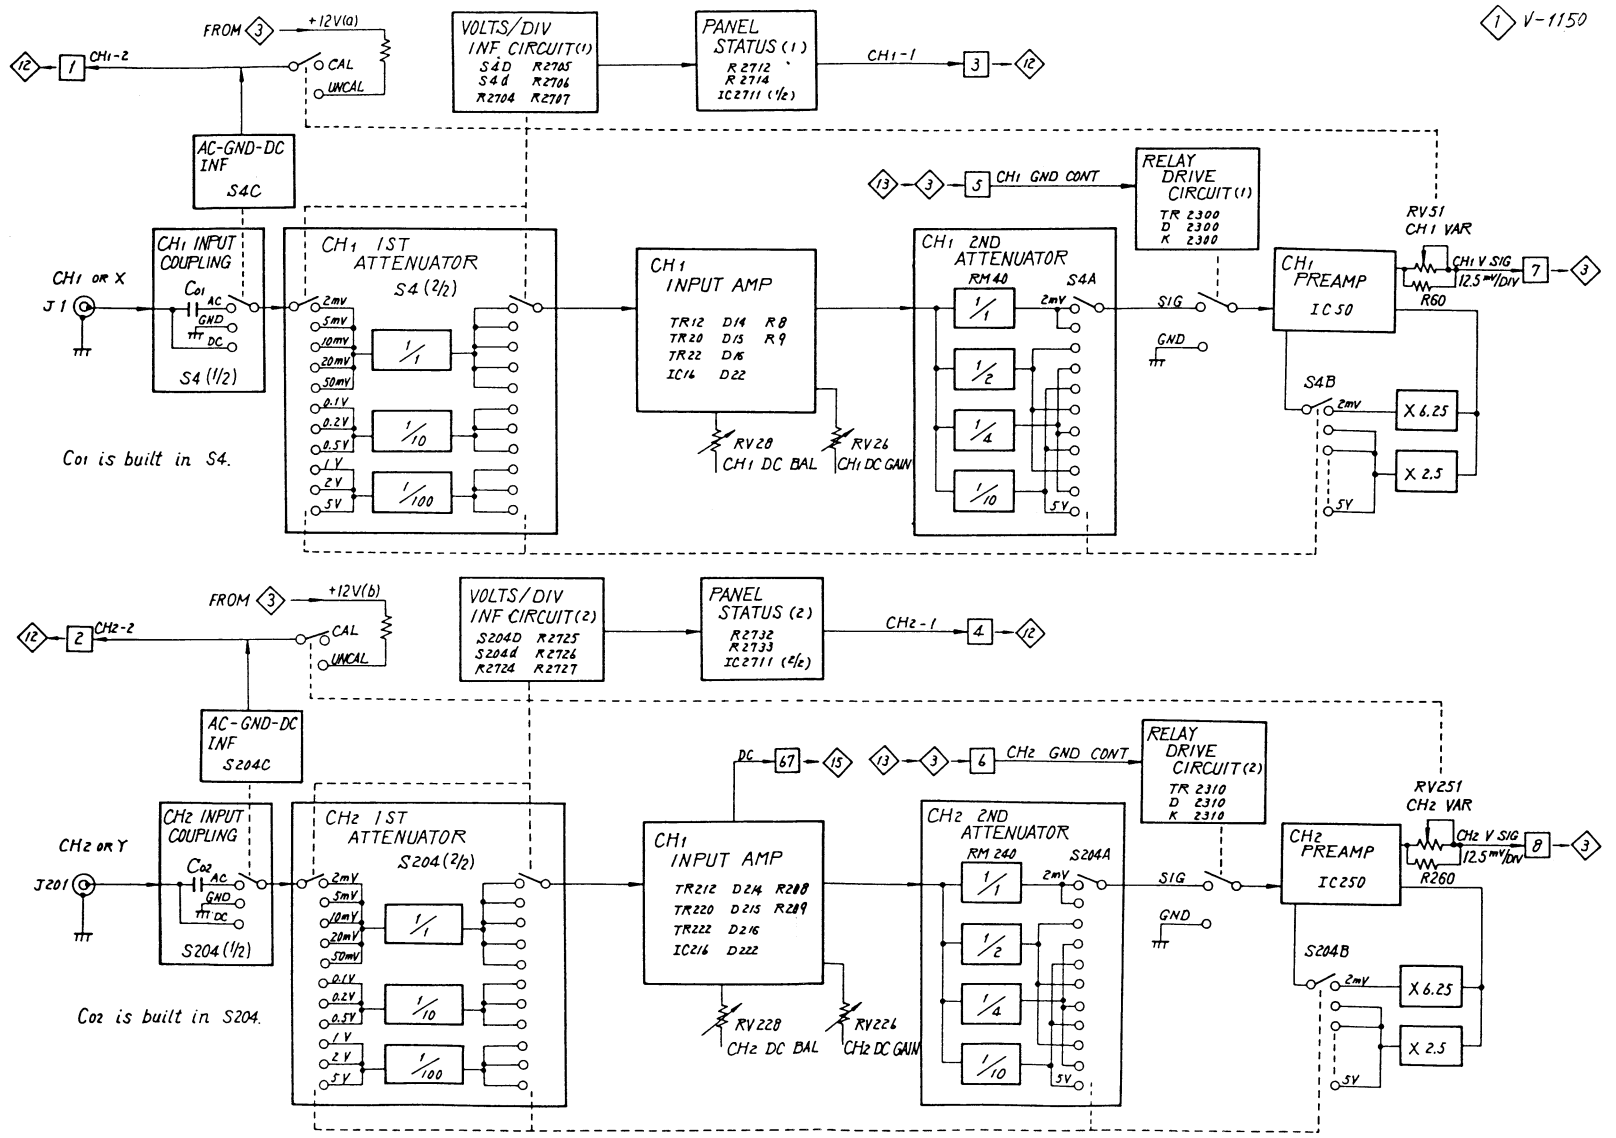 1 V-1150
FROM 3 +12V(a)
12 1 CH1-2
CAL
UNCAL
VOLTS/DIV
INF CIRCUIT(1)
S4D R2705
S4d R2706
R2704 R2707
PANEL
STATUS (1)
R2712
R2714
IC2711 (1/2)
CH1-1 3 12
AC-GND-DC
INF
S4C
13 3 5 CH1 GND CONT
RELAY
DRIVE
CIRCUIT(1)
TR 2300
D 2300
K 2300
RV51
CH1 VAR
CH1 INPUT
COUPLING
C01 AC
GND
DC
S4 (1/2)
CH1 OR X
J1
CH1 1ST
ATTENUATOR
S4 (2/2)
2mV
5mV
10mV
20mV
50mV
0.1V
0.2V
0.5V
1V
2V
5V
1/1
1/10
1/100
CH1
INPUT AMP
TR12 D14 R8
TR20 D15 R9
TR22 D16
IC16 D22
RV28
CH1 DC BAL
RV26
CH1 DC GAIN
CH1 2ND
ATTENUATOR
RM40 S4A
1/1 2mV
1/2
1/4
1/10 5V
SIG
GND
CH1
PREAMP
IC50
CH1 V SIG 7 3
12.5mV/DIV
R60
S4B
2mV X 6.25
X 2.5
5V
C01 is built in S4.
FROM 3 +12V(b)
12 2 CH2-2
CAL
UNCAL
VOLTS/DIV
INF CIRCUIT(2)
S204D R2725
S204d R2726
R2724 R2727
PANEL
STATUS (2)
R2732
R2733
IC2711 (2/2)
CH2-1 4 12
AC-GND-DC
INF
S204C
DC 67 15
13 3 6 CH2 GND CONT
RELAY
DRIVE
CIRCUIT(2)
TR 2310
D 2310
K 2310
RV251
CH2 VAR
CH2 INPUT
COUPLING
C02 AC
GND
DC
S204 (1/2)
CH2 OR Y
J201
CH2 1ST
ATTENUATOR
S204 (2/2)
2mV
5mV
10mV
20mV
50mV
0.1V
0.2V
0.5V
1V
2V
5V
1/1
1/10
1/100
CH1
INPUT AMP
TR212 D214 R208
TR220 D215 R209
TR222 D216
IC216 D222
RV228
CH2 DC BAL
RV226
CH2 DC GAIN
CH2 2ND
ATTENUATOR
RM240 S204A
1/1 2mV
1/2
1/4
1/10 5V
SIG
GND
CH2
PREAMP
IC250
CH2 V SIG 8 3
12.5mV/DIV
R260
S204B
2mV X 6.25
X 2.5
5V
C02 is built in S204.